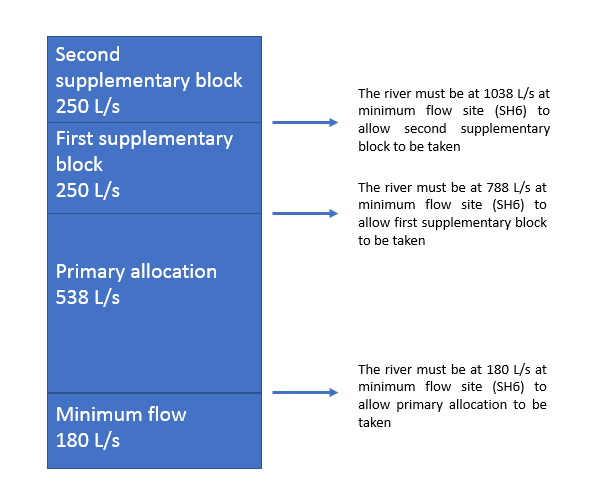 Second
supplementary block
250 L/s
The river must be at 1038 L/s at
minimum flow site (SH6) to
allow second supplementary
block to be taken
First supplementary
block
250 L/s
The river must be at 788 L/s at
minimum flow site (SH6) to
allow first supplementary block
to be taken
Primary allocation
538 L/s
The river must be at 180 L/s at
minimum flow site (SH6) to
allow primary allocation to be
taken
Minimum flow
180 L/s